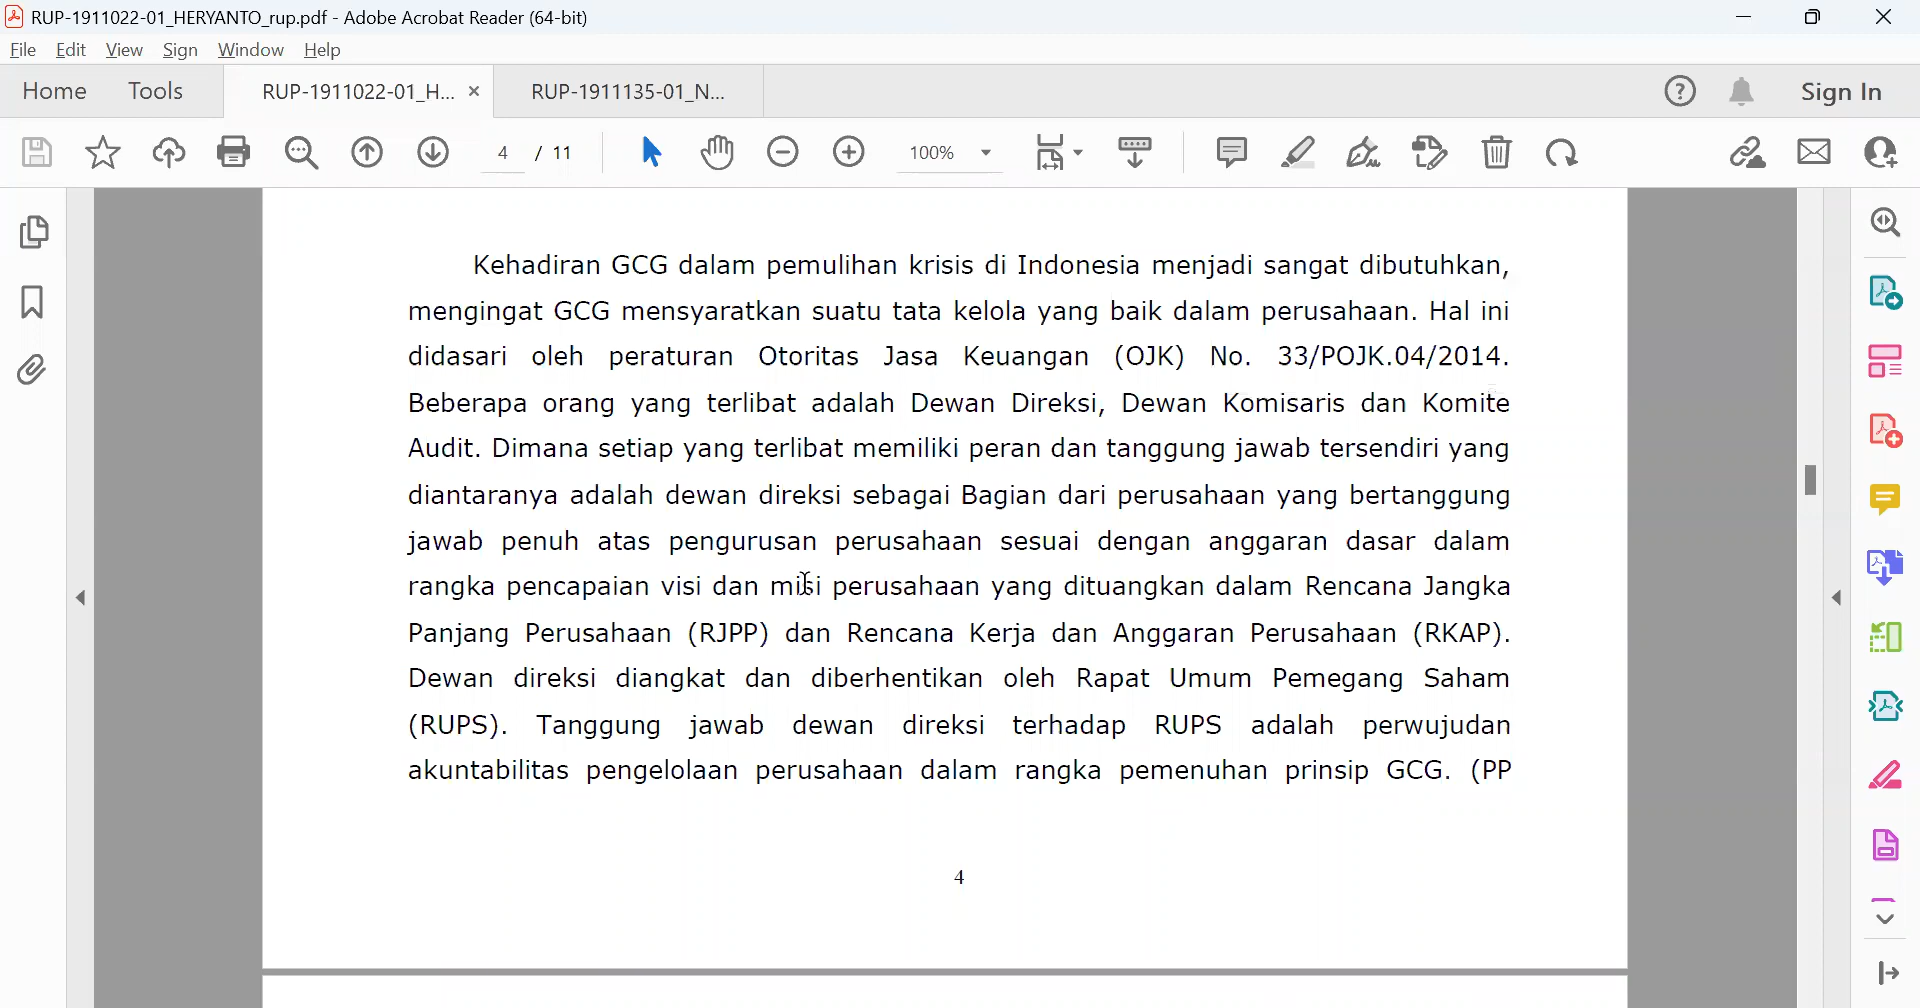 RUP-1911022-01_HERYANTO_rup.pdf - Adobe Acrobat Reader (64-bit)
File Edit View Sign Window Help
Home Tools RUP-1911022-01_H... × RUP-1911135-01_N... Sign In
4 / 11 100%
Kehadiran GCG dalam pemulihan krisis di Indonesia menjadi sangat dibutuhkan,
mengingat GCG mensyaratkan suatu tata kelola yang baik dalam perusahaan. Hal ini
didasari oleh peraturan Otoritas Jasa Keuangan (OJK) No. 33/POJK.04/2014.
Beberapa orang yang terlibat adalah Dewan Direksi, Dewan Komisaris dan Komite
Audit. Dimana setiap yang terlibat memiliki peran dan tanggung jawab tersendiri yang
diantaranya adalah dewan direksi sebagai Bagian dari perusahaan yang bertanggung
jawab penuh atas pengurusan perusahaan sesuai dengan anggaran dasar dalam
rangka pencapaian visi dan misi perusahaan yang dituangkan dalam Rencana Jangka
Panjang Perusahaan (RJPP) dan Rencana Kerja dan Anggaran Perusahaan (RKAP).
Dewan direksi diangkat dan diberhentikan oleh Rapat Umum Pemegang Saham
(RUPS). Tanggung jawab dewan direksi terhadap RUPS adalah perwujudan
akuntabilitas pengelolaan perusahaan dalam rangka pemenuhan prinsip GCG. (PP
4